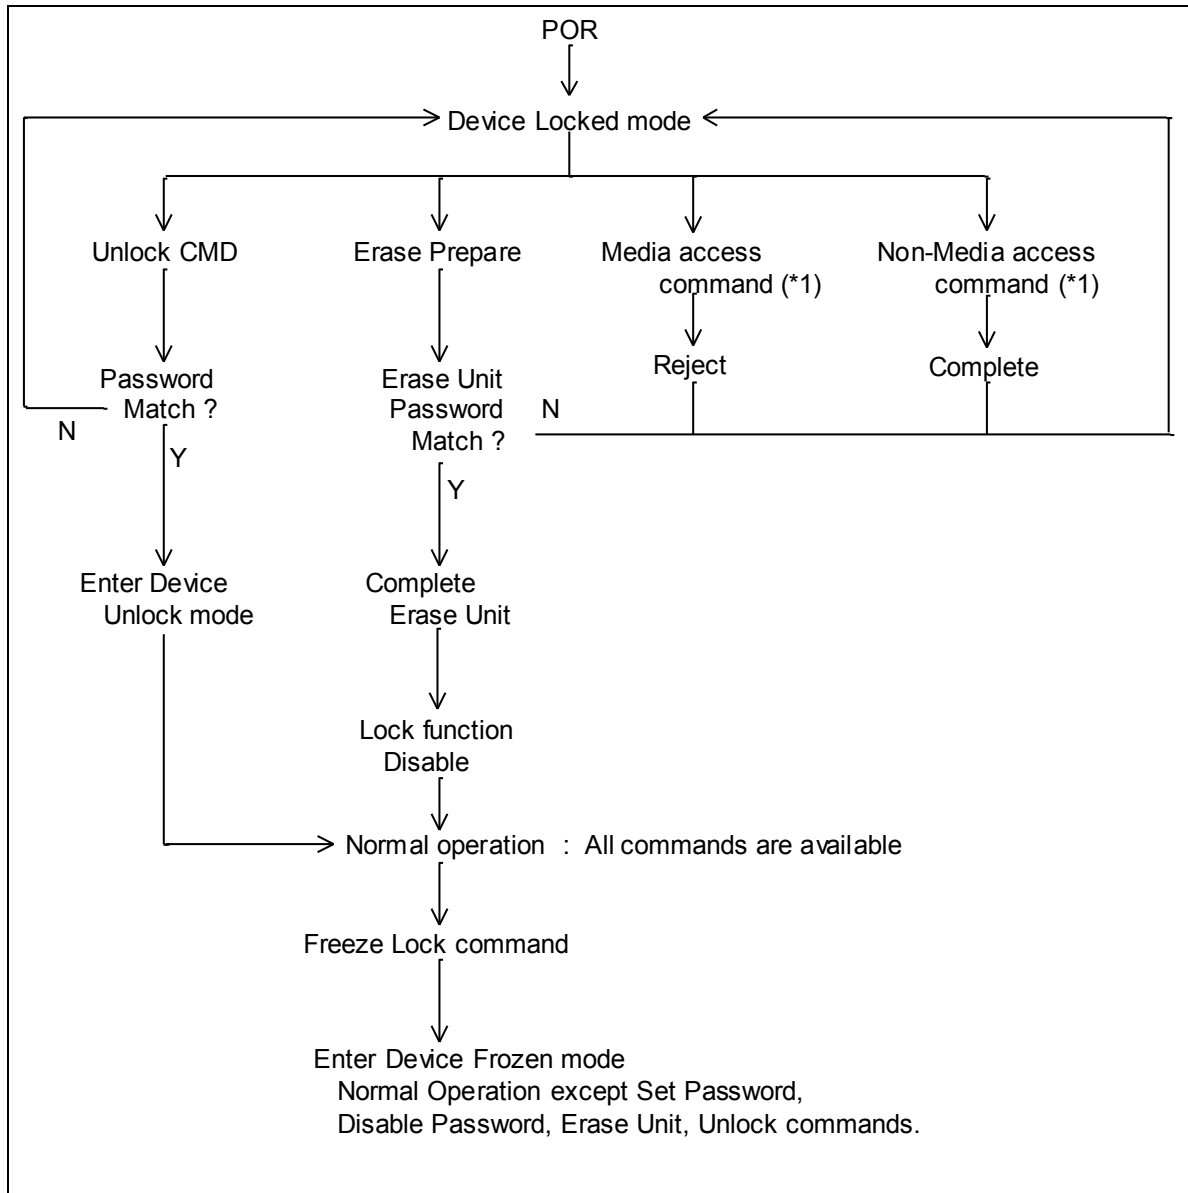 POR
Device Locked mode
Unlock CMD
Erase Prepare
Media access
command (*1)
Non-Media access
command (*1)
Password
Match ?
N
Y
Erase Unit
Password
Match ?
N
Y
Reject
Complete
Enter Device
Unlock mode
Complete
Erase Unit
Lock function
Disable
Normal operation : All commands are available
Freeze Lock command
Enter Device Frozen mode
Normal Operation except Set Password,
Disable Password, Erase Unit, Unlock commands.